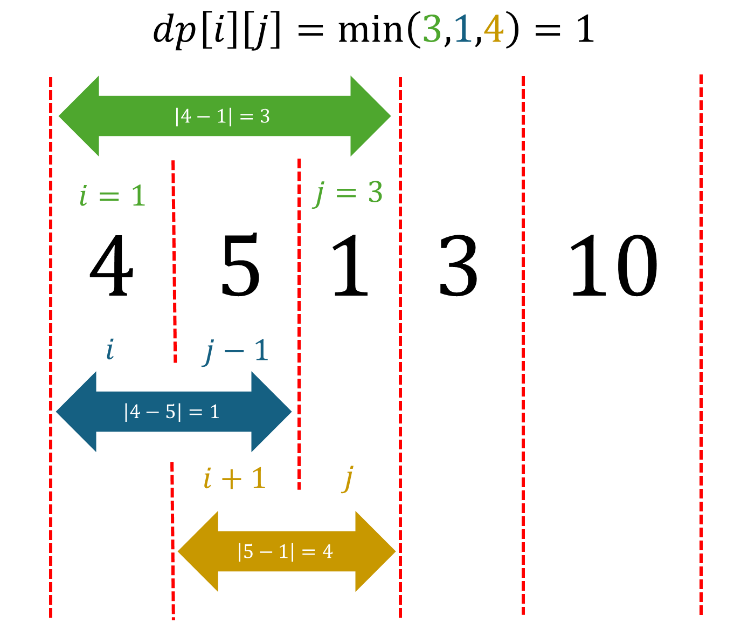 dp[i][j] = min(3,1,4) = 1
|4 − 1| = 3
i = 1 j = 3
4 5 1 3 10
i j − 1
|4 − 5| = 1
i + 1 j
|5 − 1| = 4